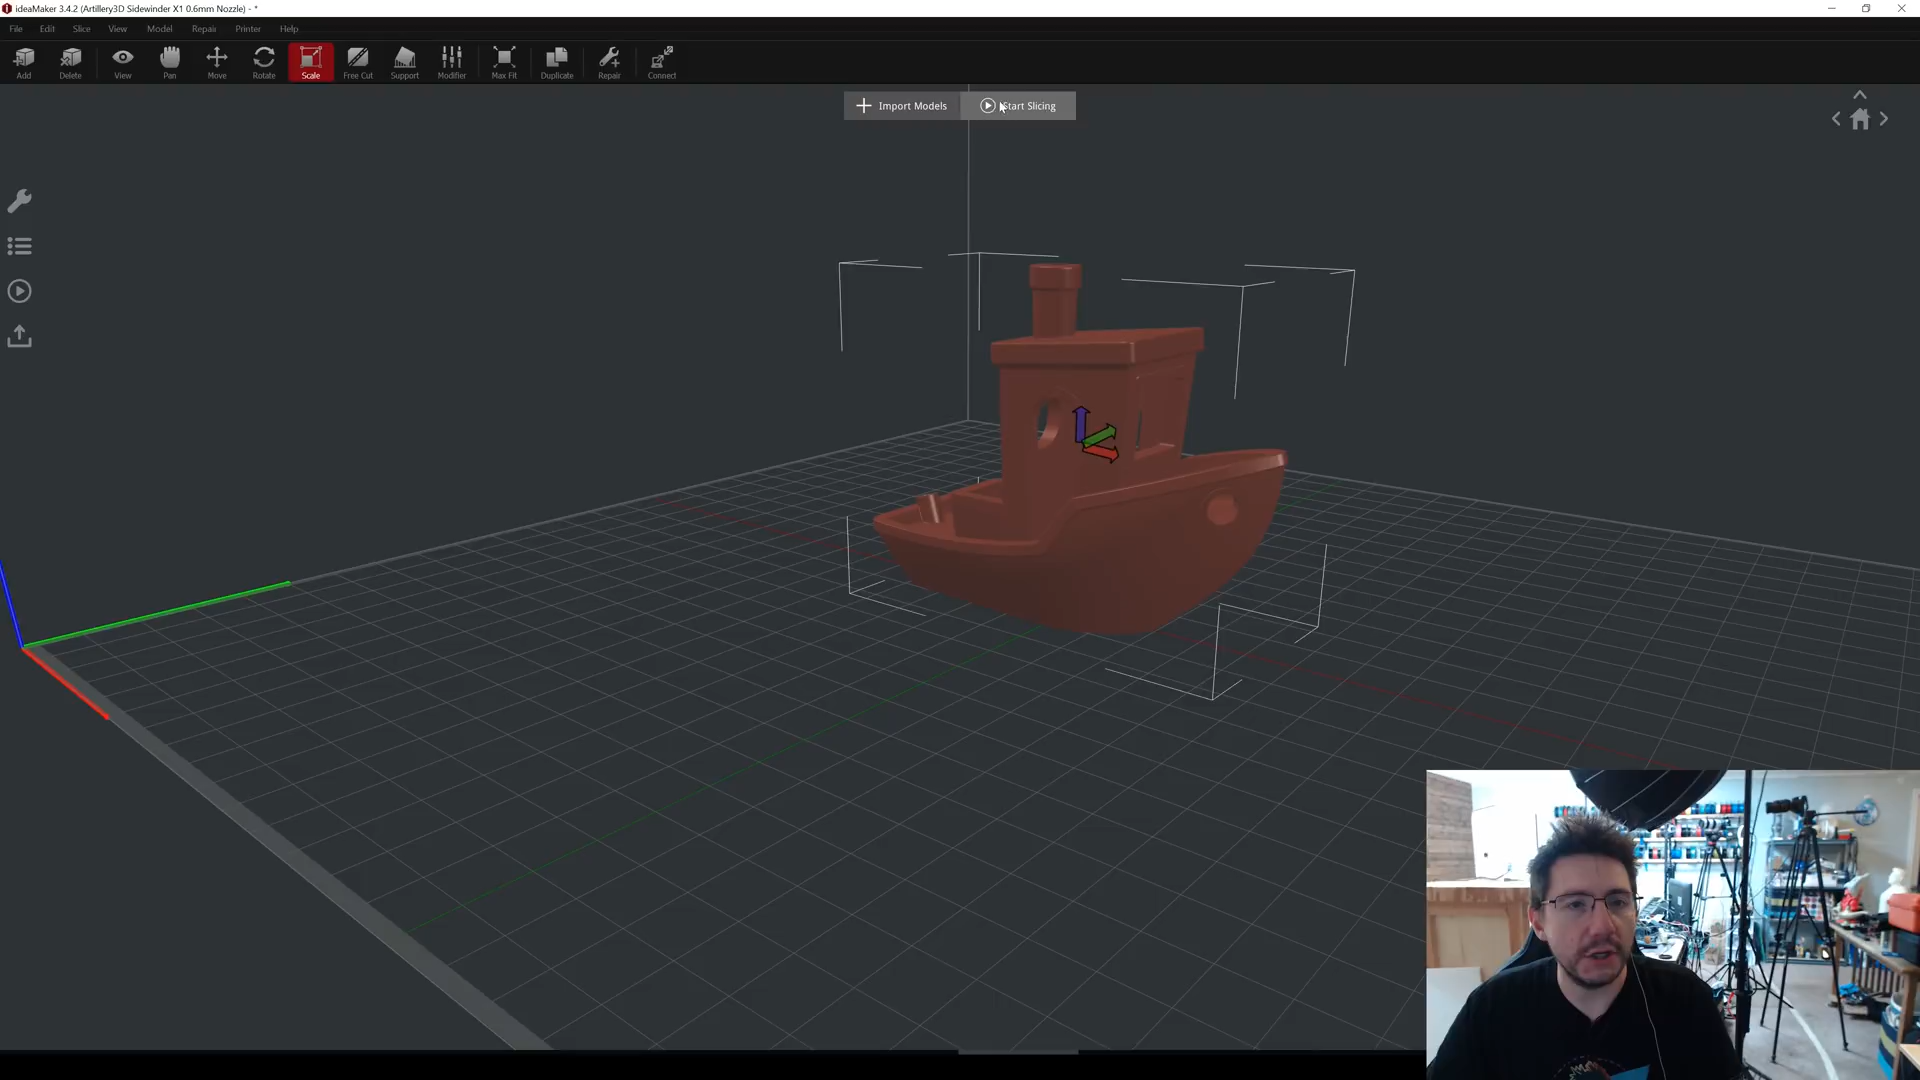 ideaMaker 3.4.2 (Artillery3D Sidewinder X1 0.6mm Nozzle) - *
File Edit Slice View Model Repair Printer Help
Add Delete View Pan Move Rotate Scale Free Cut Support Modifier Max Fit Duplicate Repair Connect
Import Models Start Slicing